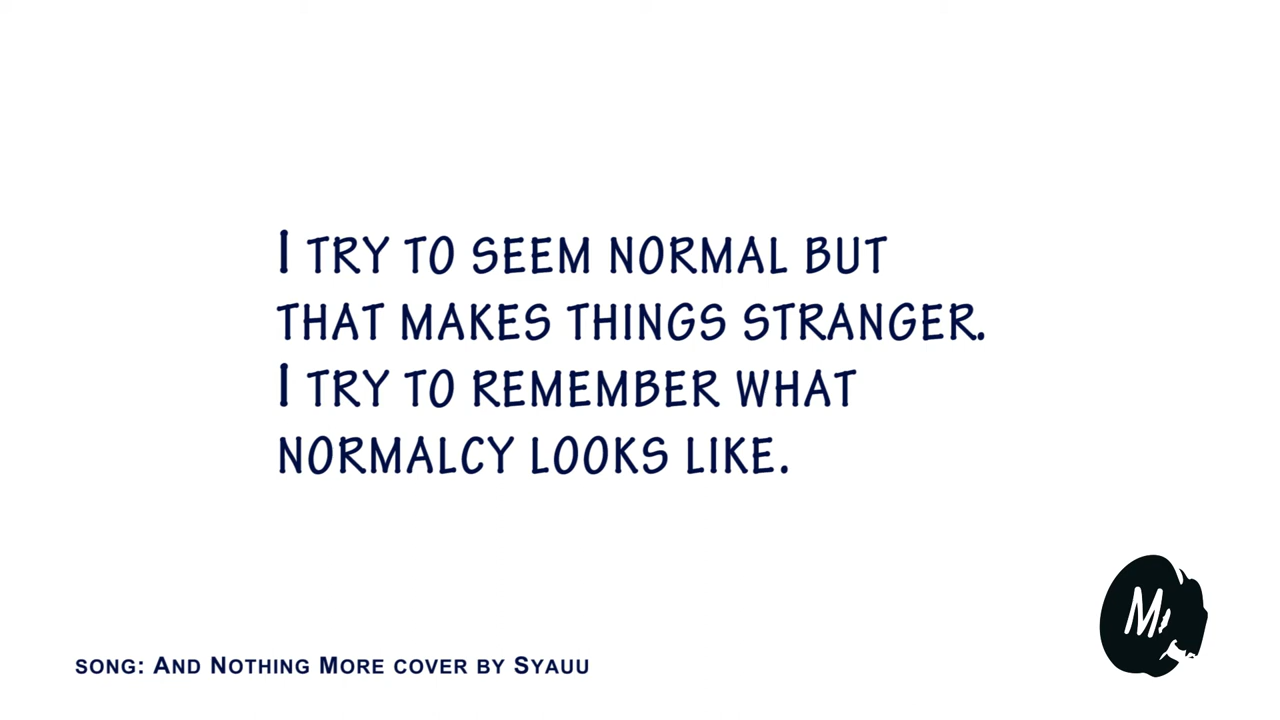 I TRY TO SEEM NORMAL BUT
THAT MAKES THINGS STRANGER.
I TRY TO REMEMBER WHAT
NORMALCY LOOKS LIKE.
M
SONG: AND NOTHING MORE COVER BY SYAUU